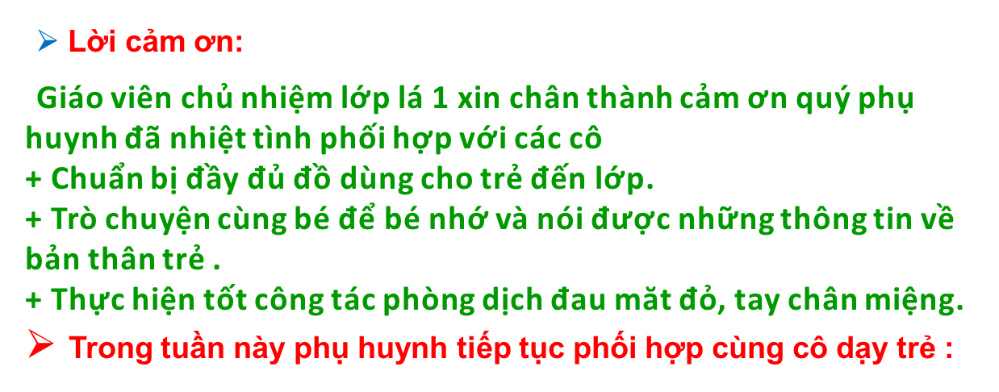 ➢ Lời cảm ơn:
Giáo viên chủ nhiệm lớp lá 1 xin chân thành cảm ơn quý phụ
huynh đã nhiệt tình phối hợp với các cô
+ Chuẩn bị đầy đủ đồ dùng cho trẻ đến lớp.
+ Trò chuyện cùng bé để bé nhớ và nói được những thông tin về
bản thân trẻ .
+ Thực hiện tốt công tác phòng dịch đau măt đỏ, tay chân miệng.
➢ Trong tuần này phụ huynh tiếp tục phối hợp cùng cô dạy trẻ :